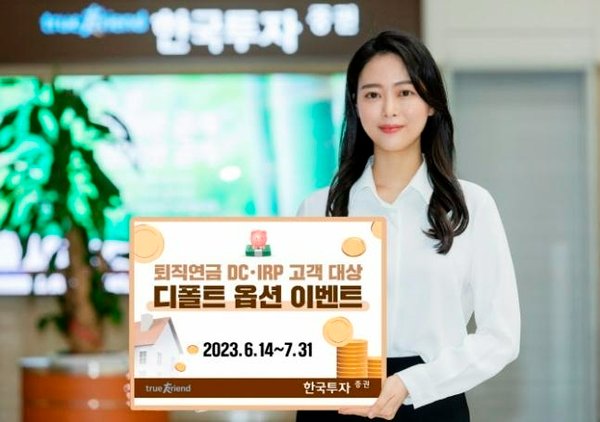 true friend 한국투자 증권
퇴직연금 DC·IRP 고객 대상
디폴트 옵션 이벤트
2023.6.14~7.31
true friend 한국투자 증권